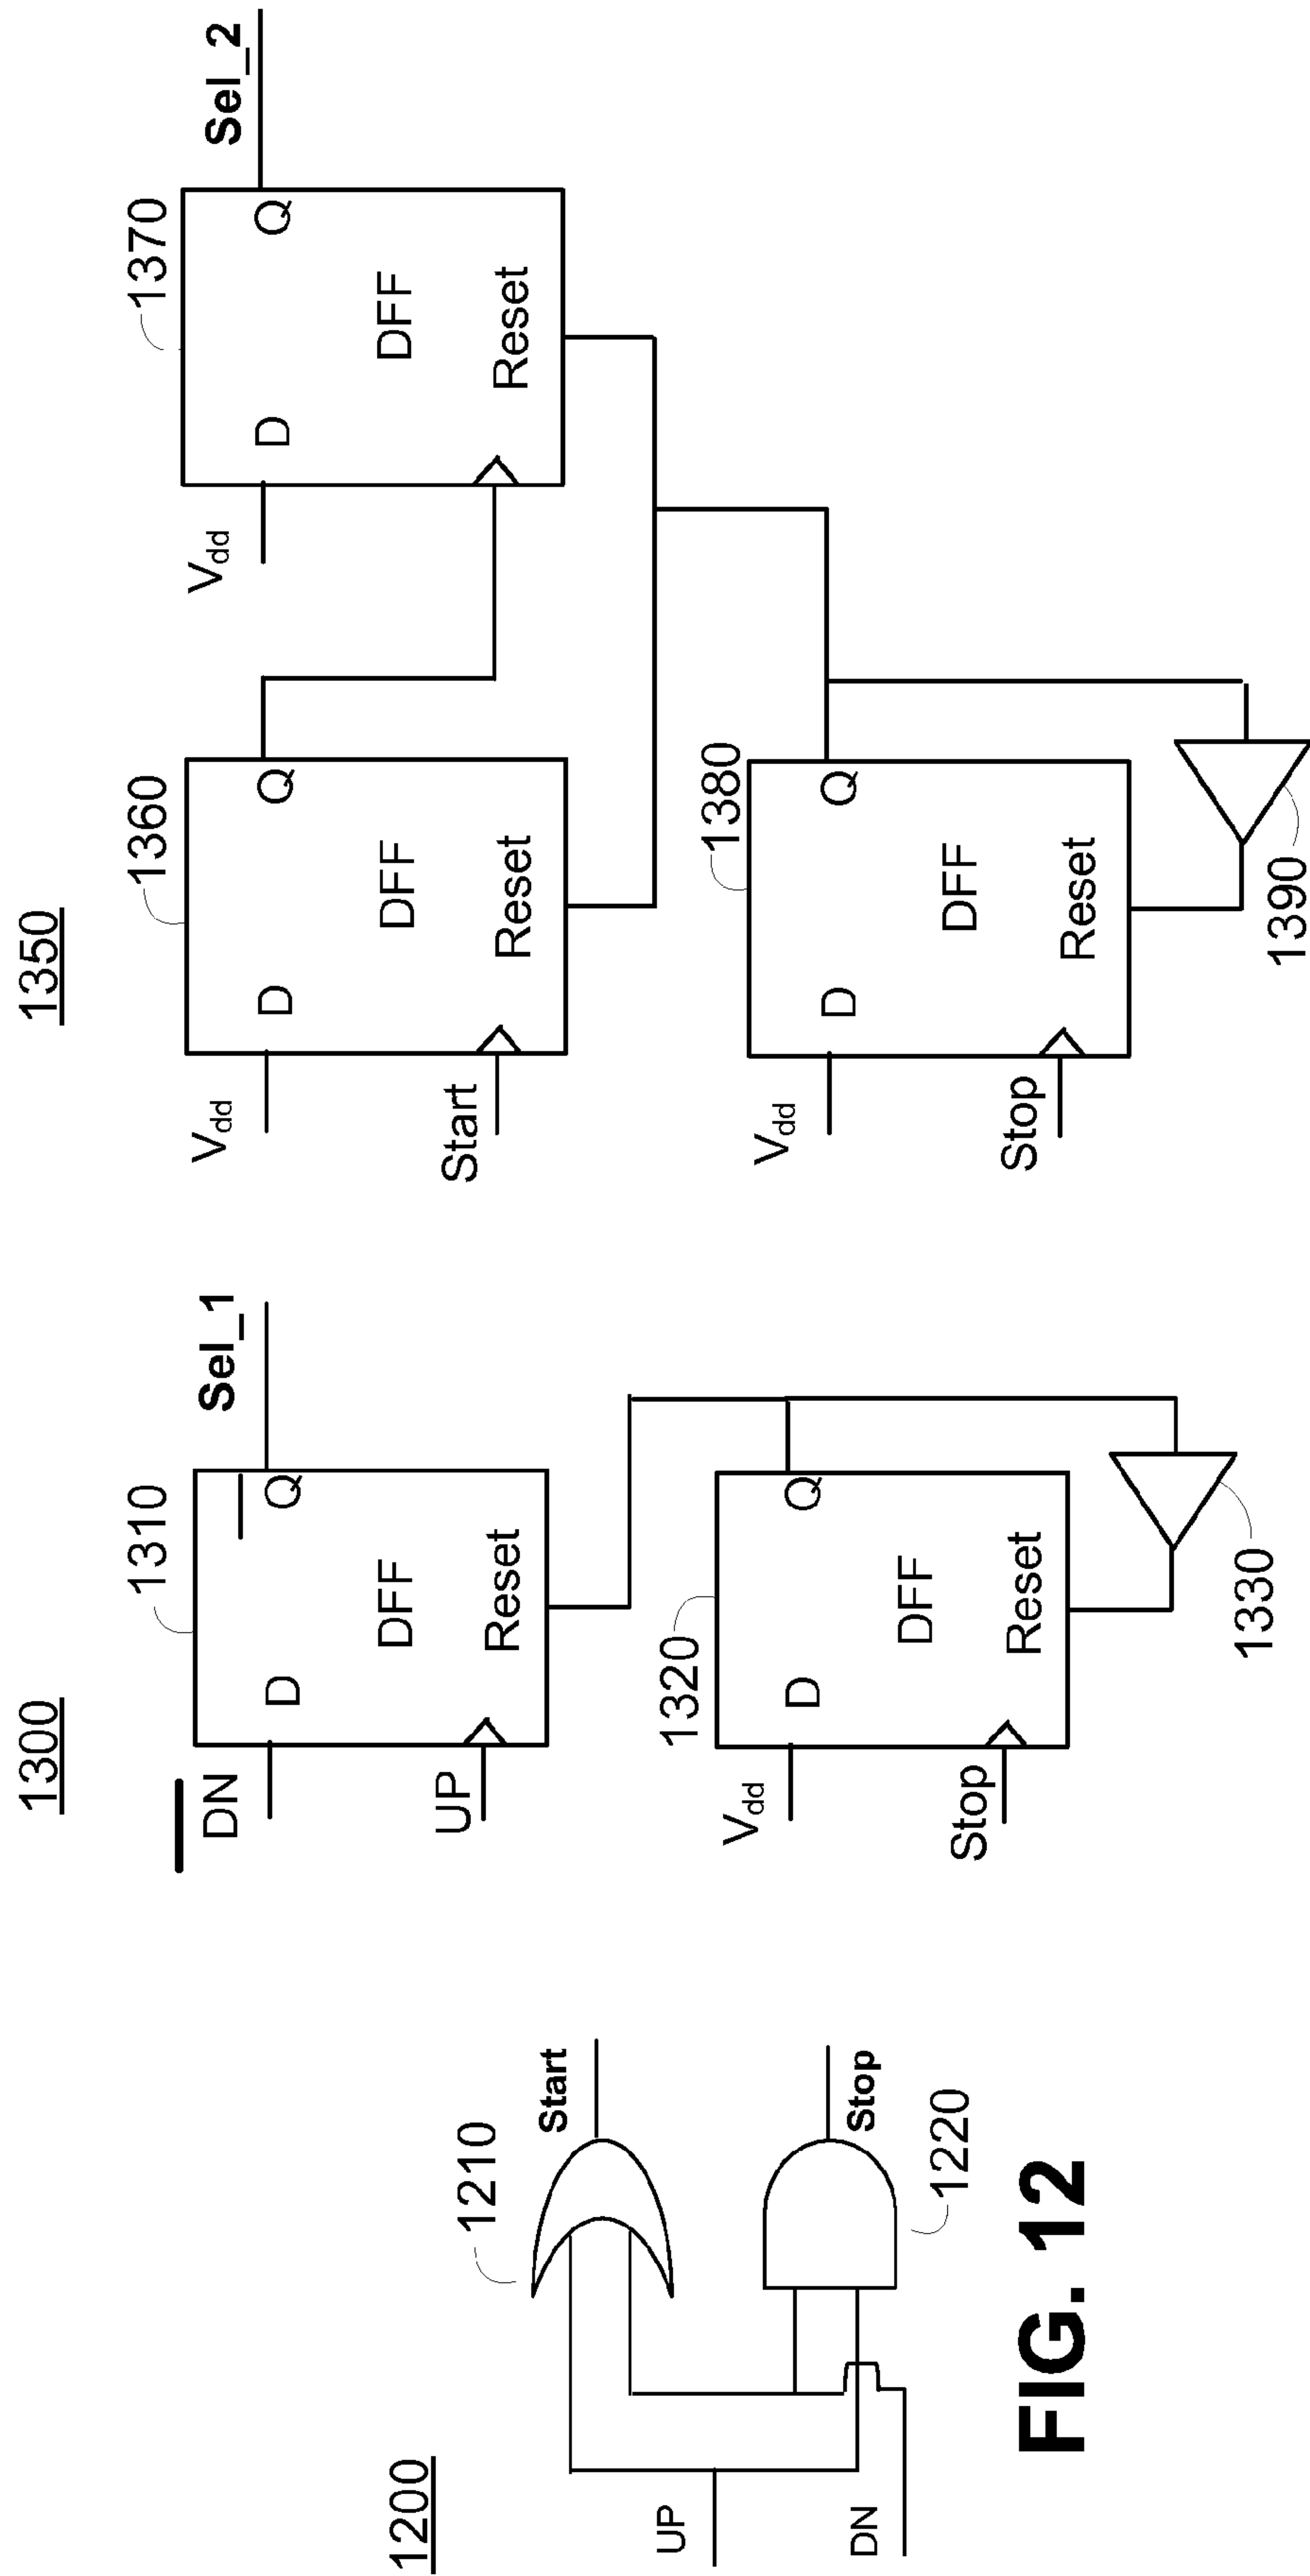 1200
UP
DN
1210
Start
1220
Stop
FIG. 12
1300
1310
DN
D
Q
Sel_1
DFF
UP
Reset
1320
Vdd
D
Q
DFF
Stop
Reset
1330
1350
1360
Vdd
D
Q
DFF
Start
Reset
1370
Vdd
D
Q
Sel_2
DFF
Reset
1380
Vdd
D
Q
DFF
Stop
Reset
1390